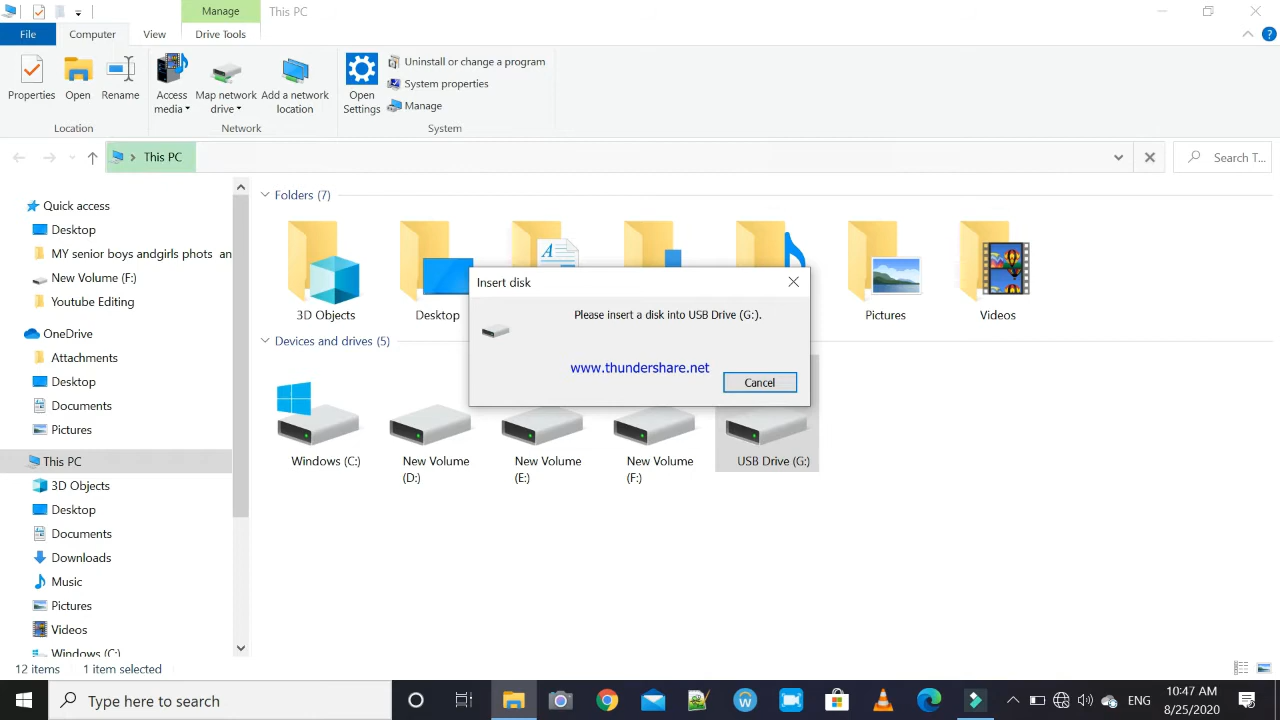 Manage
This PC
File
Computer
View
Drive Tools
Properties
Open
Rename
Access media
Map network drive
Add a network location
Open Settings
Uninstall or change a program
System properties
Manage
Location
Network
System
This PC
Search T...
Quick access
Desktop
MY senior boys andgirls phots an
New Volume (F:)
Youtube Editing
OneDrive
Attachments
Desktop
Documents
Pictures
This PC
3D Objects
Desktop
Documents
Downloads
Music
Pictures
Videos
Windows (C:)
Folders (7)
3D Objects
Desktop
Pictures
Videos
Devices and drives (5)
Windows (C:)
New Volume (D:)
New Volume (E:)
New Volume (F:)
USB Drive (G:)
Insert disk
Please insert a disk into USB Drive (G:).
www.thundershare.net
Cancel
12 items
1 item selected
Type here to search
ENG
10:47 AM
8/25/2020